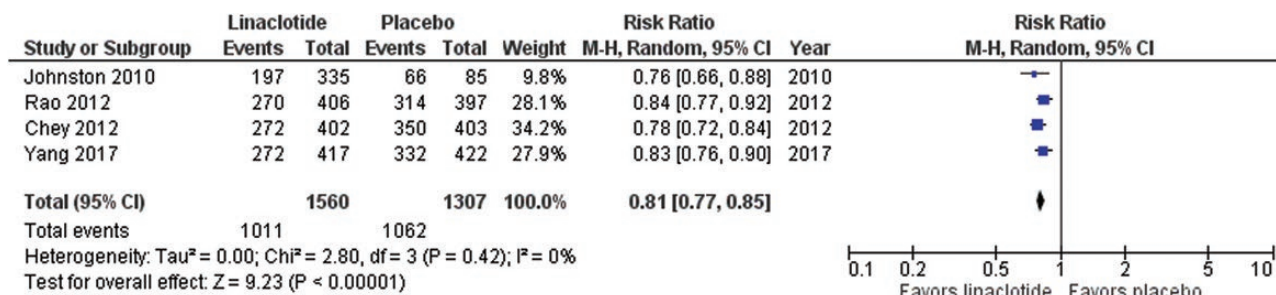 Linaclotide Placebo Risk Ratio Risk Ratio
Study or Subgroup Events Total Events Total Weight M-H, Random, 95% CI Year M-H, Random, 95% CI
Johnston 2010 197 335 66 85 9.8% 0.76 [0.66, 0.88] 2010
Rao 2012 270 406 314 397 28.1% 0.84 [0.77, 0.92] 2012
Chey 2012 272 402 350 403 34.2% 0.78 [0.72, 0.84] 2012
Yang 2017 272 417 332 422 27.9% 0.83 [0.76, 0.90] 2017
Total (95% CI) 1560 1307 100.0% 0.81 [0.77, 0.85]
Total events 1011 1062
Heterogeneity: Tau² = 0.00; Chi² = 2.80, df = 3 (P = 0.42); I² = 0%
Test for overall effect: Z = 9.23 (P < 0.00001)
0.1 0.2 0.5 1 2 5 10
Favors linaclotide Favors placebo